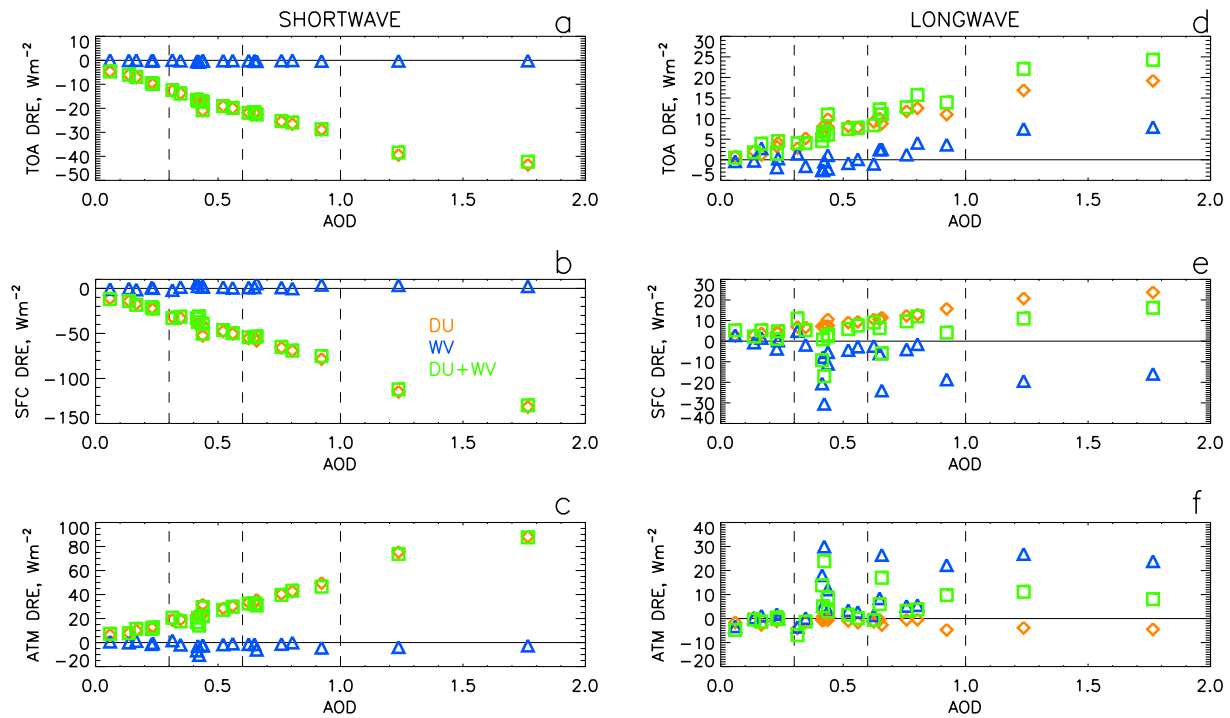 SHORTWAVE
a
TOA DRE, Wm⁻²
10
0
−10
−20
−30
−40
−50
0.0 0.5 1.0 1.5 2.0
AOD
b
SFC DRE, Wm⁻²
0
−50
−100
−150
DU
WV
DU+WV
0.0 0.5 1.0 1.5 2.0
AOD
c
ATM DRE, Wm⁻²
100
80
60
40
20
0
−20
0.0 0.5 1.0 1.5 2.0
AOD
LONGWAVE
d
TOA DRE, Wm⁻²
30
25
20
15
10
5
0
−5
0.0 0.5 1.0 1.5 2.0
AOD
e
SFC DRE, Wm⁻²
30
20
10
0
−10
−20
−30
−40
0.0 0.5 1.0 1.5 2.0
AOD
f
ATM DRE, Wm⁻²
40
30
20
10
0
−10
−20
0.0 0.5 1.0 1.5 2.0
AOD